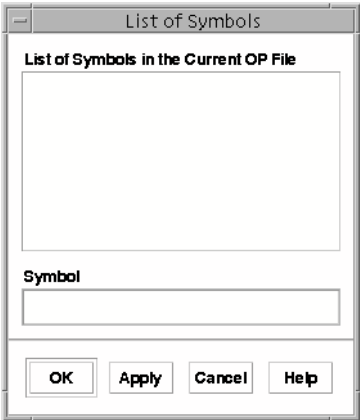 List of Symbols
List of Symbols in the Current OP File
Symbol
OK Apply Cancel Help